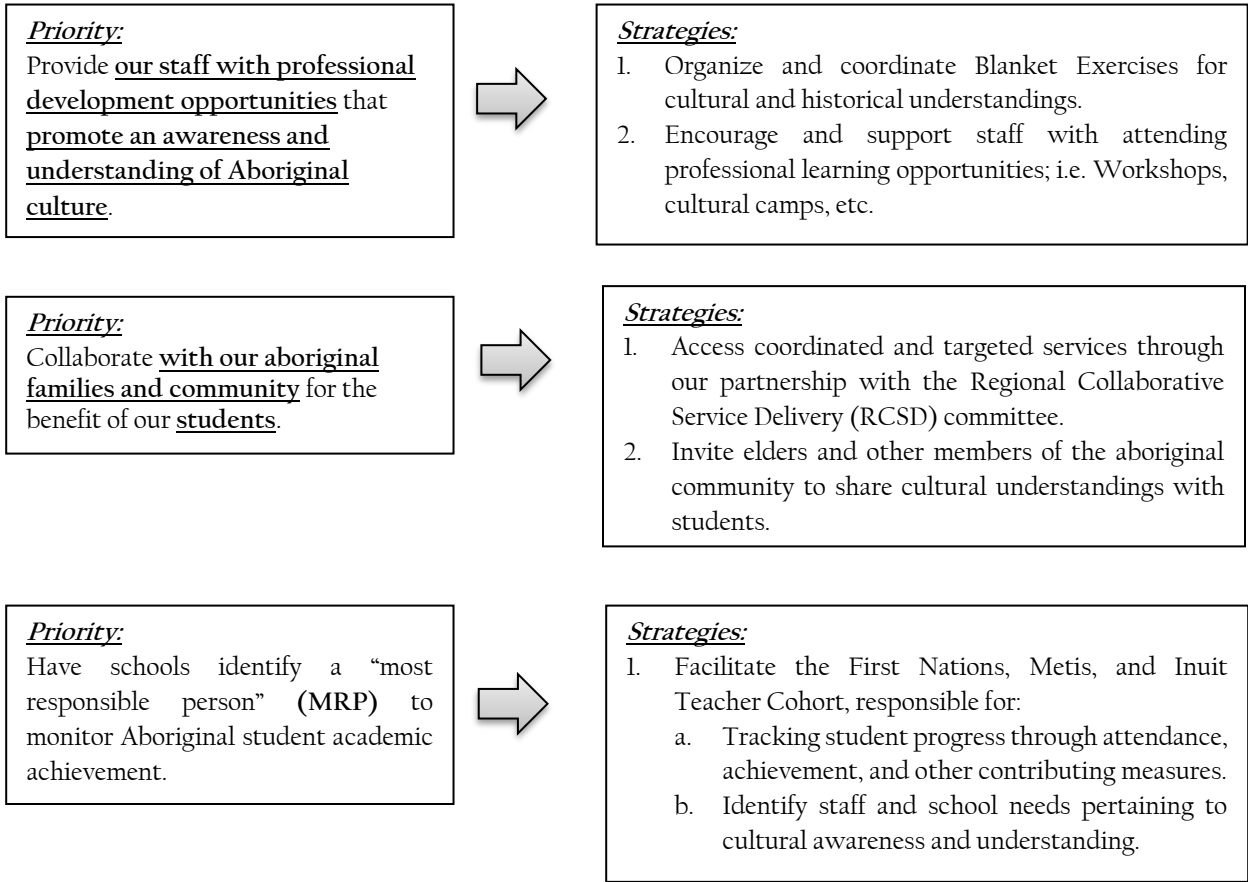 Priority:
Provide our staff with professional
development opportunities that
promote an awareness and
understanding of Aboriginal
culture.
Strategies:
1. Organize and coordinate Blanket Exercises for
cultural and historical understandings.
2. Encourage and support staff with attending
professional learning opportunities; i.e. Workshops,
cultural camps, etc.
Priority:
Collaborate with our aboriginal
families and community for the
benefit of our students.
Strategies:
1. Access coordinated and targeted services through
our partnership with the Regional Collaborative
Service Delivery (RCSD) committee.
2. Invite elders and other members of the aboriginal
community to share cultural understandings with
students.
Priority:
Have schools identify a “most
responsible person” (MRP) to
monitor Aboriginal student academic
achievement.
Strategies:
1. Facilitate the First Nations, Metis, and Inuit
Teacher Cohort, responsible for:
a. Tracking student progress through attendance,
achievement, and other contributing measures.
b. Identify staff and school needs pertaining to
cultural awareness and understanding.